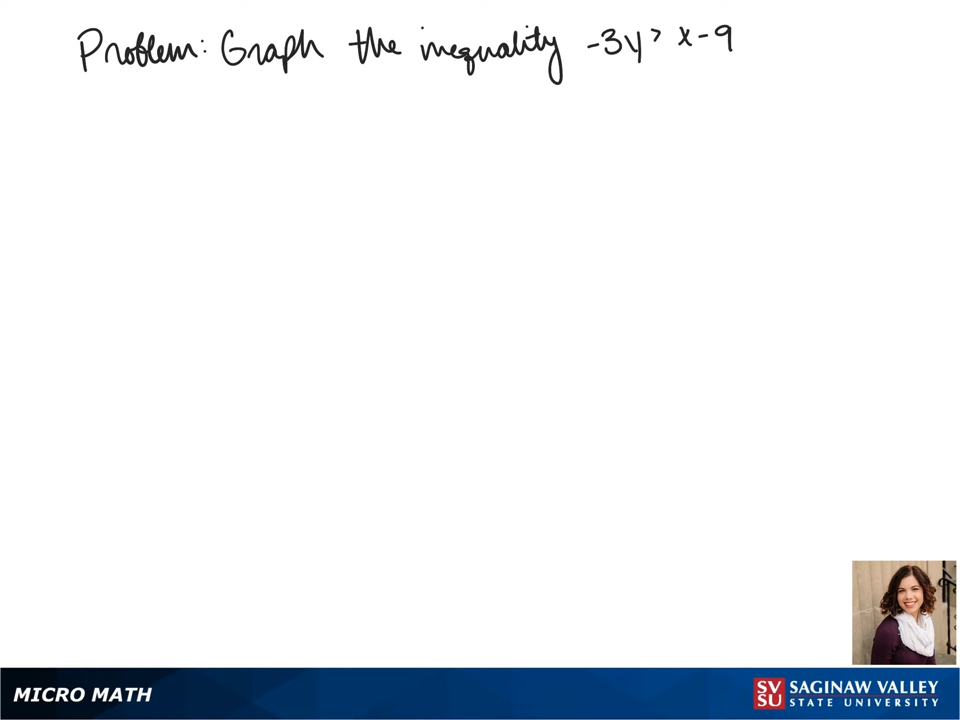 Problem: Graph the inequality -3y > x - 9
MICRO MATH
SV SU SAGINAW VALLEY
STATE UNIVERSITY